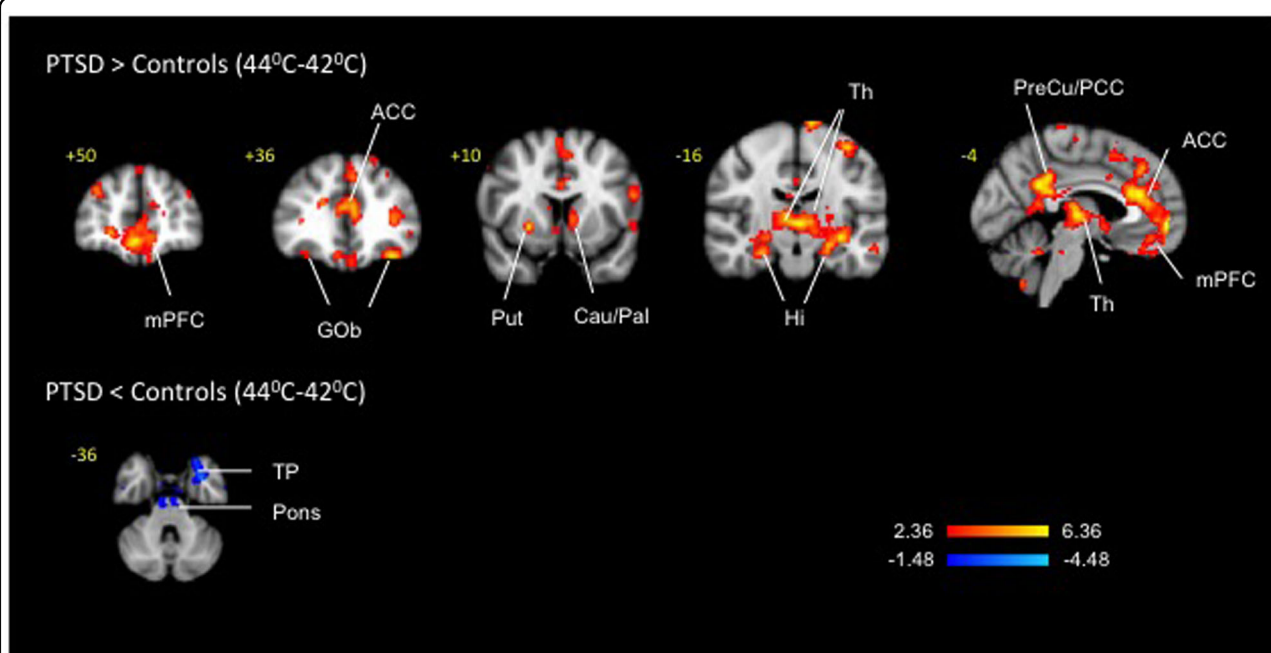 PTSD > Controls (44⁰C-42⁰C)
ACC
Th
PreCu/PCC
ACC
+50
+36
+10
-16
-4
mPFC
GOb
Put
Cau/Pal
Hi
Th
mPFC
PTSD < Controls (44⁰C-42⁰C)
-36
TP
Pons
2.36 6.36
-1.48 -4.48